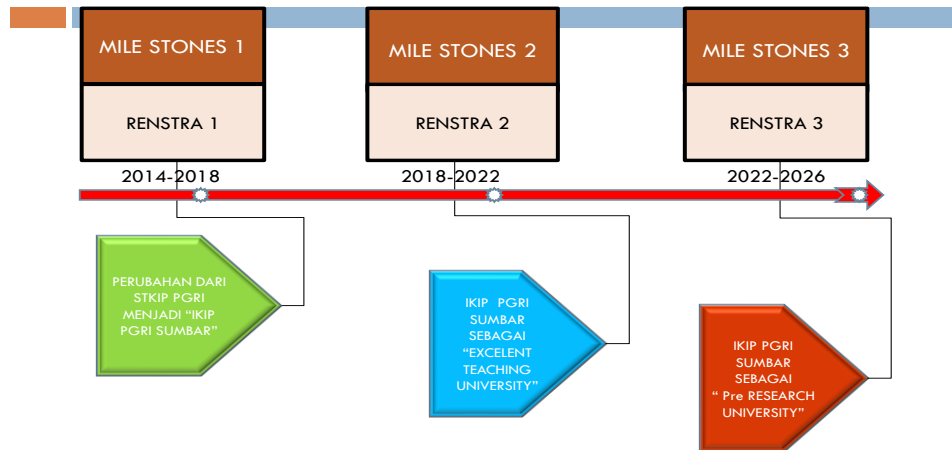 MILE STONES 1
MILE STONES 2
MILE STONES 3
RENSTRA 1
RENSTRA 2
RENSTRA 3
2014-2018
2018-2022
2022-2026
PERUBAHAN DARI
STKIP PGRI
MENJADI “IKIP
PGRI SUMBAR”
IKIP PGRI
SUMBAR
SEBAGAI
“EXCELENT
TEACHING
UNIVERSITY”
IKIP PGRI
SUMBAR
SEBAGAI
“ Pre RESEARCH
UNIVERSITY”